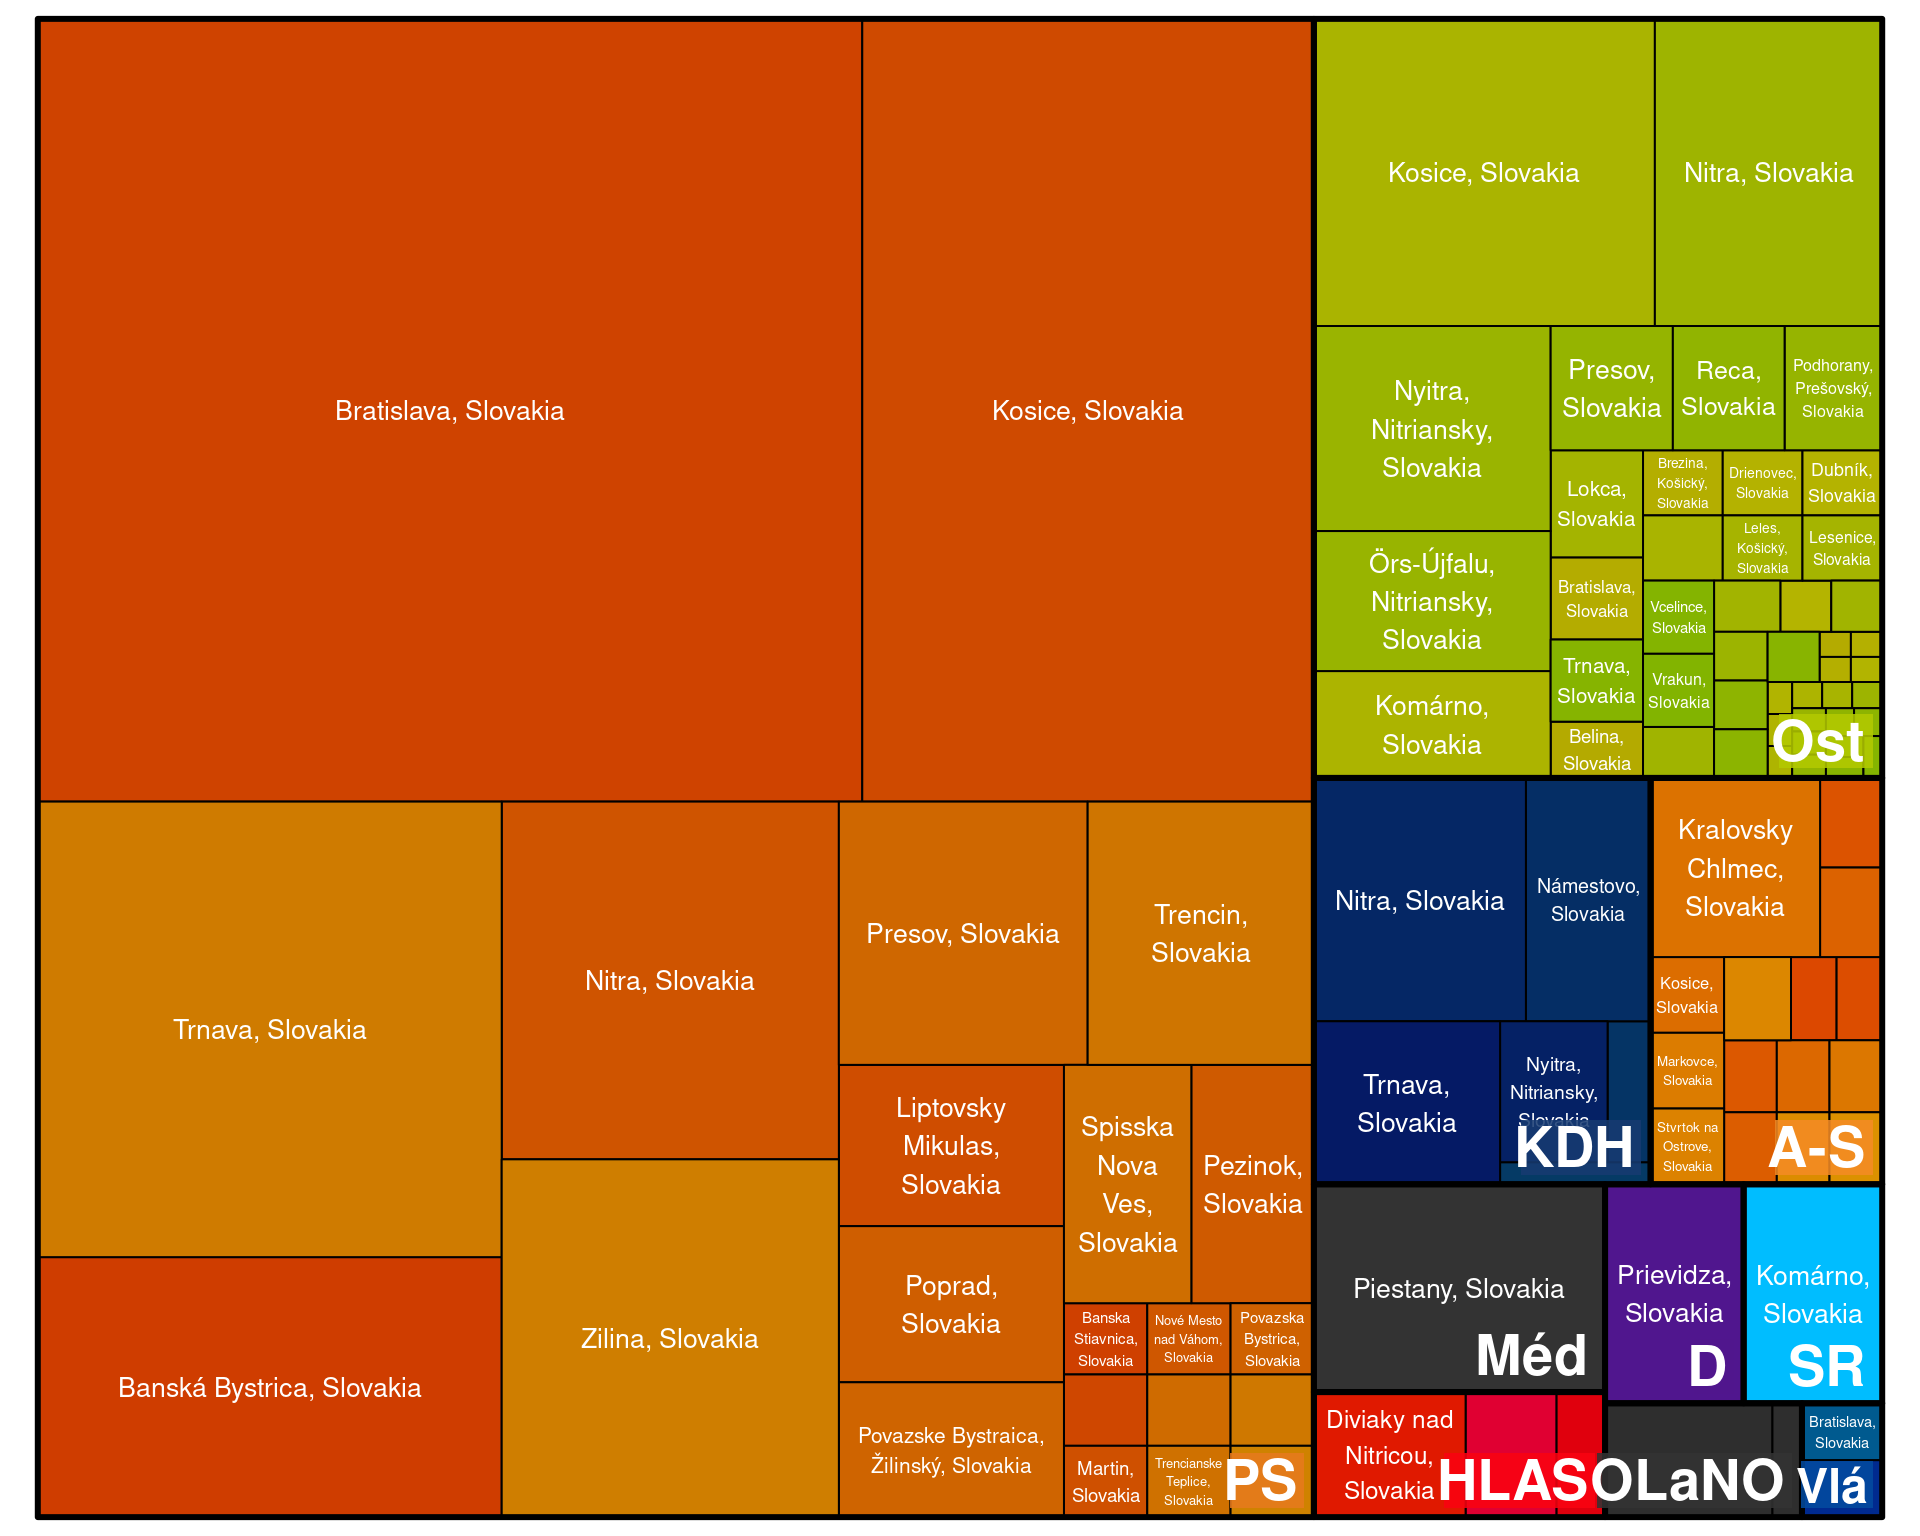 Bratislava, Slovakia
Kosice, Slovakia
Trnava, Slovakia
Banská Bystrica, Slovakia
Nitra, Slovakia
Zilina, Slovakia
Presov, Slovakia
Trencin,
Slovakia
Liptovsky
Mikulas,
Slovakia
Poprad,
Slovakia
Povazske Bystraica,
Žilinský, Slovakia
Spisska
Nova
Ves,
Slovakia
Pezinok,
Slovakia
Banska
Stiavnica,
Slovakia
Nové Mesto
nad Váhom,
Slovakia
Povazska
Bystrica,
Slovakia
Martin,
Slovakia
Trencianske
Teplice,
Slovakia
PS
Kosice, Slovakia
Nitra, Slovakia
Nyitra,
Nitriansky,
Slovakia
Örs-Újfalu,
Nitriansky,
Slovakia
Komárno,
Slovakia
Presov,
Slovakia
Reca,
Slovakia
Podhorany,
Prešovský,
Slovakia
Lokca,
Slovakia
Bratislava,
Slovakia
Trnava,
Slovakia
Belina,
Slovakia
Brezina,
Košický,
Slovakia
Drienovec,
Slovakia
Dubník,
Slovakia
Leles,
Košický,
Slovakia
Lesenice,
Slovakia
Vcelince,
Slovakia
Vrakun,
Slovakia
Ost
Nitra, Slovakia
Námestovo,
Slovakia
Trnava,
Slovakia
Nyitra,
Nitriansky,
Slovakia
KDH
Kralovsky
Chlmec,
Slovakia
Kosice,
Slovakia
Markovce,
Slovakia
Stvrtok na
Ostrove,
Slovakia
A-S
Piestany, Slovakia
Méd
Prievidza,
Slovakia
D
Komárno,
Slovakia
SR
Diviaky nad
Nitricou,
Slovakia
HLASOLaNO
Bratislava,
Slovakia
Vlá